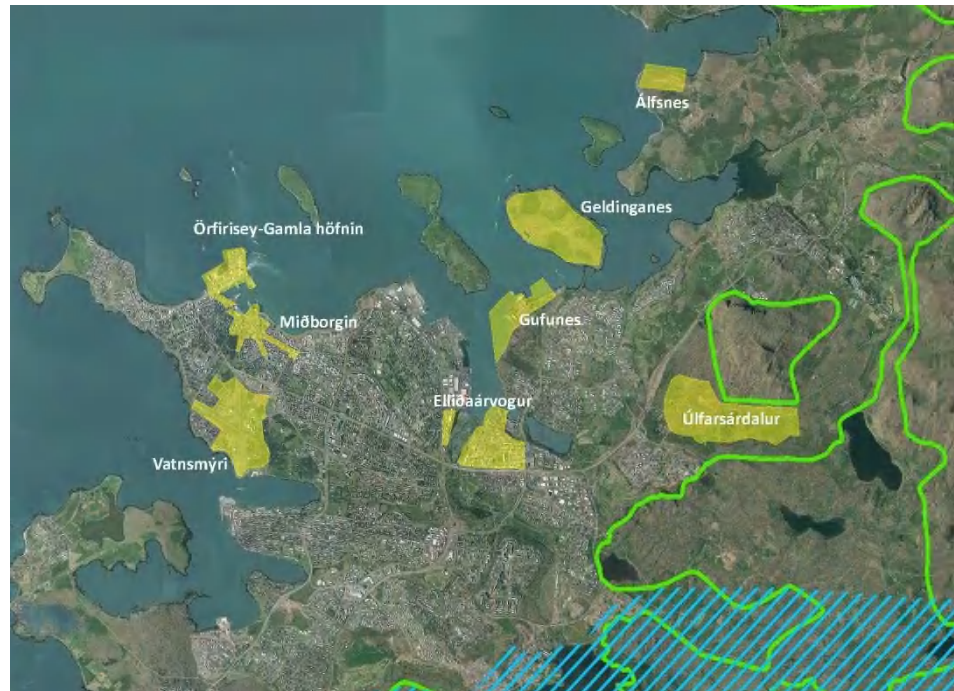 Álfsnes
Geldinganes
Örfirisey-Gamla höfnin
Miðborgin
Gufunes
Elliðaárvogur
Úlfarsárdalur
Vatnsmýri